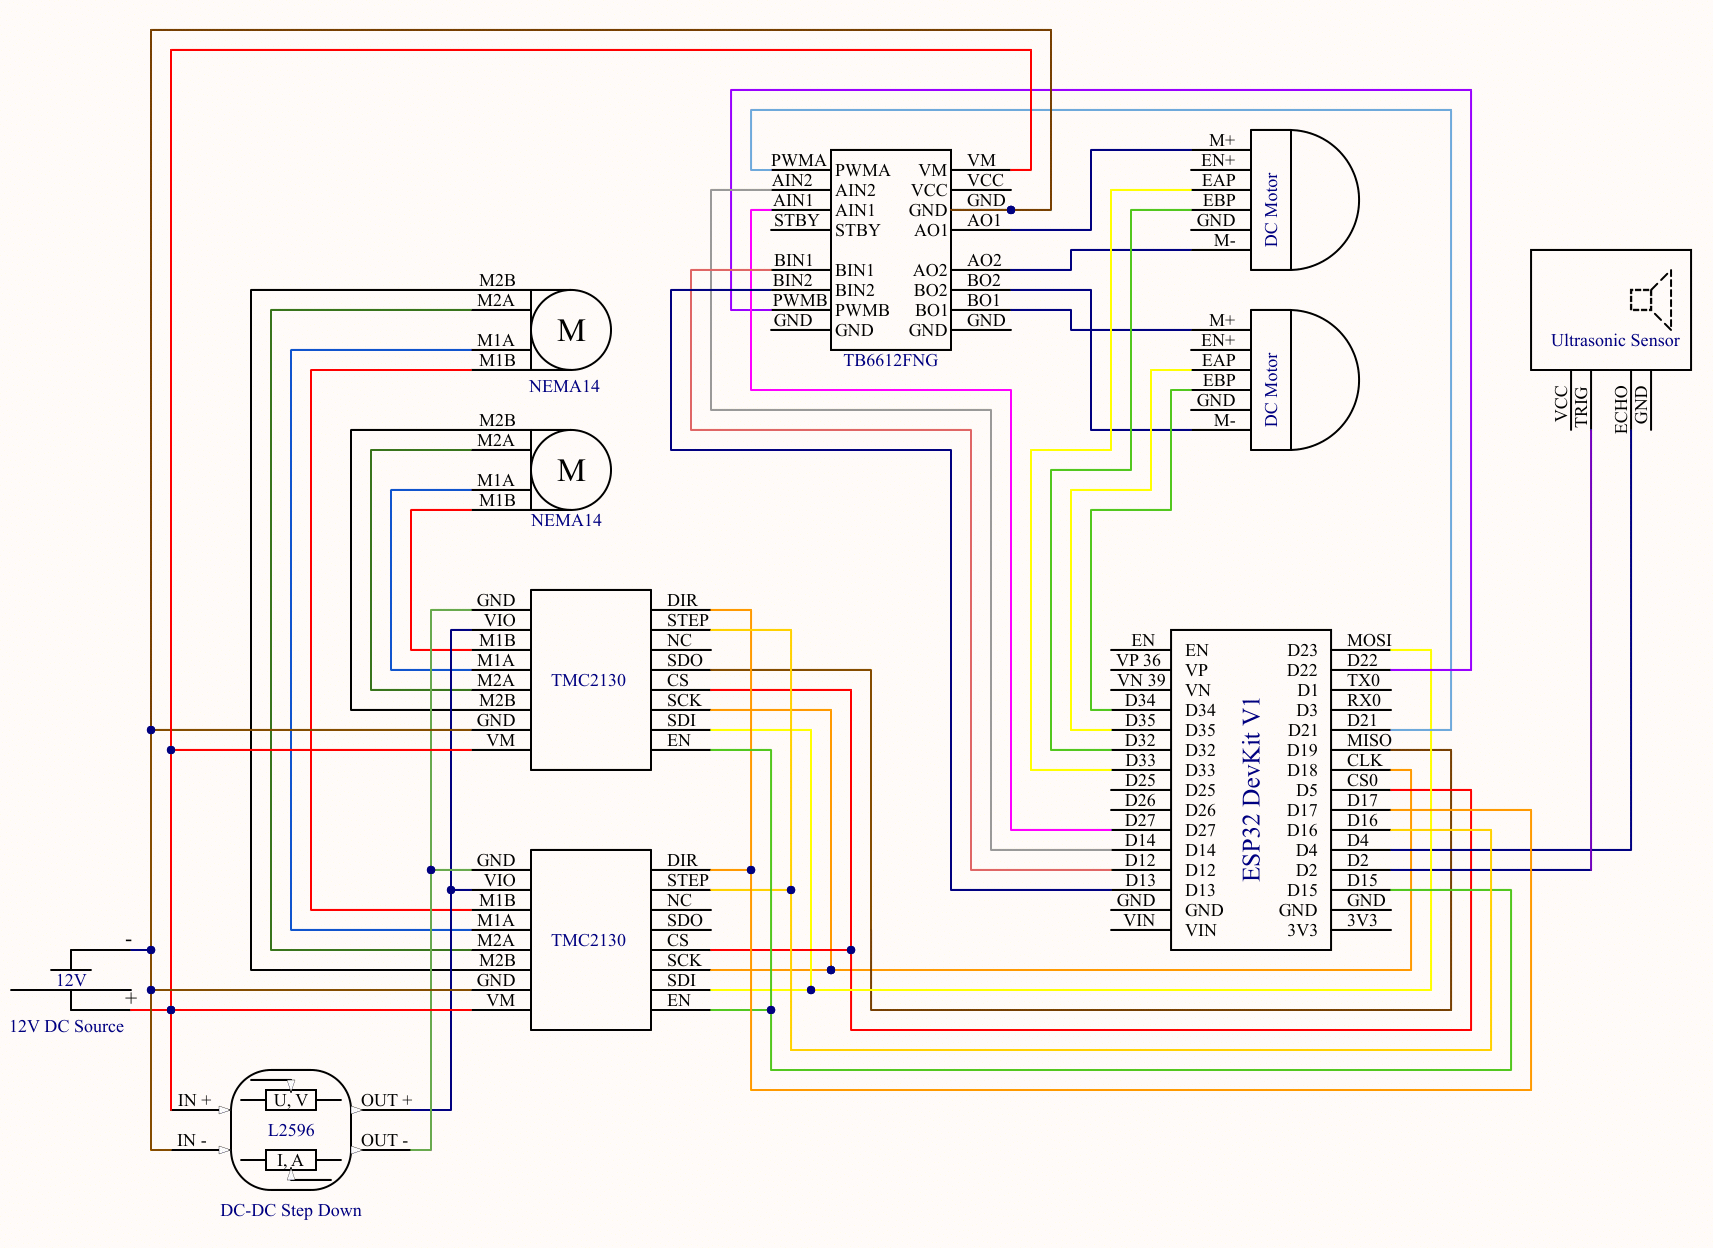 PWMA
AIN2
AIN1
STBY
BIN1
BIN2
PWMB
GND
PWMA
AIN2
AIN1
STBY
BIN1
BIN2
PWMB
GND
VM
VCC
GND
AO1
AO2
BO2
BO1
GND
VM
VCC
GND
AO1
AO2
BO2
BO1
GND
TB6612FNG
M+
EN+
EAP
EBP
GND
M-
DC Motor
M+
EN+
EAP
EBP
GND
M-
DC Motor
Ultrasonic Sensor
VCC
TRIG
ECHO
GND
M2B
M2A
M1A
M1B
M
NEMA14
M2B
M2A
M1A
M1B
M
NEMA14
GND
VIO
M1B
M1A
M2A
M2B
GND
VM
TMC2130
DIR
STEP
NC
SDO
CS
SCK
SDI
EN
GND
VIO
M1B
M1A
M2A
M2B
GND
VM
TMC2130
DIR
STEP
NC
SDO
CS
SCK
SDI
EN
EN
VP 36
VN 39
D34
D35
D32
D33
D25
D26
D27
D14
D12
D13
GND
VIN
EN
VP
VN
D34
D35
D32
D33
D25
D26
D27
D14
D12
D13
GND
VIN
ESP32 DevKit V1
D23
D22
D1
D3
D21
D19
D18
D5
D17
D16
D4
D2
D15
GND
3V3
MOSI
D22
TX0
RX0
D21
MISO
CLK
CS0
D17
D16
D4
D2
D15
GND
3V3
-
12V
+
12V DC Source
IN +
IN -
U, V
L2596
I, A
OUT +
OUT -
DC-DC Step Down